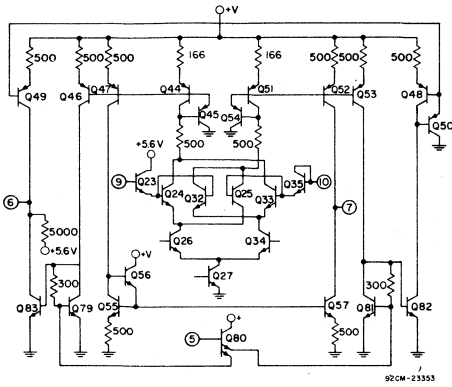 +V
500 500 500 166 166 500 500 500
Q49 Q46 Q47 Q44 Q51 Q52 Q53 Q48
Q45 Q54 Q50
500 500
+5.6V
9 Q23 Q35 10
Q24 Q32 Q25 Q33
6 7
5000 Q26 Q34
+V
+5.6V Q56 Q27
300 300
Q83 Q79 Q55 Q57 Q81 Q82
500 + 500
5 Q80
92CM-23353